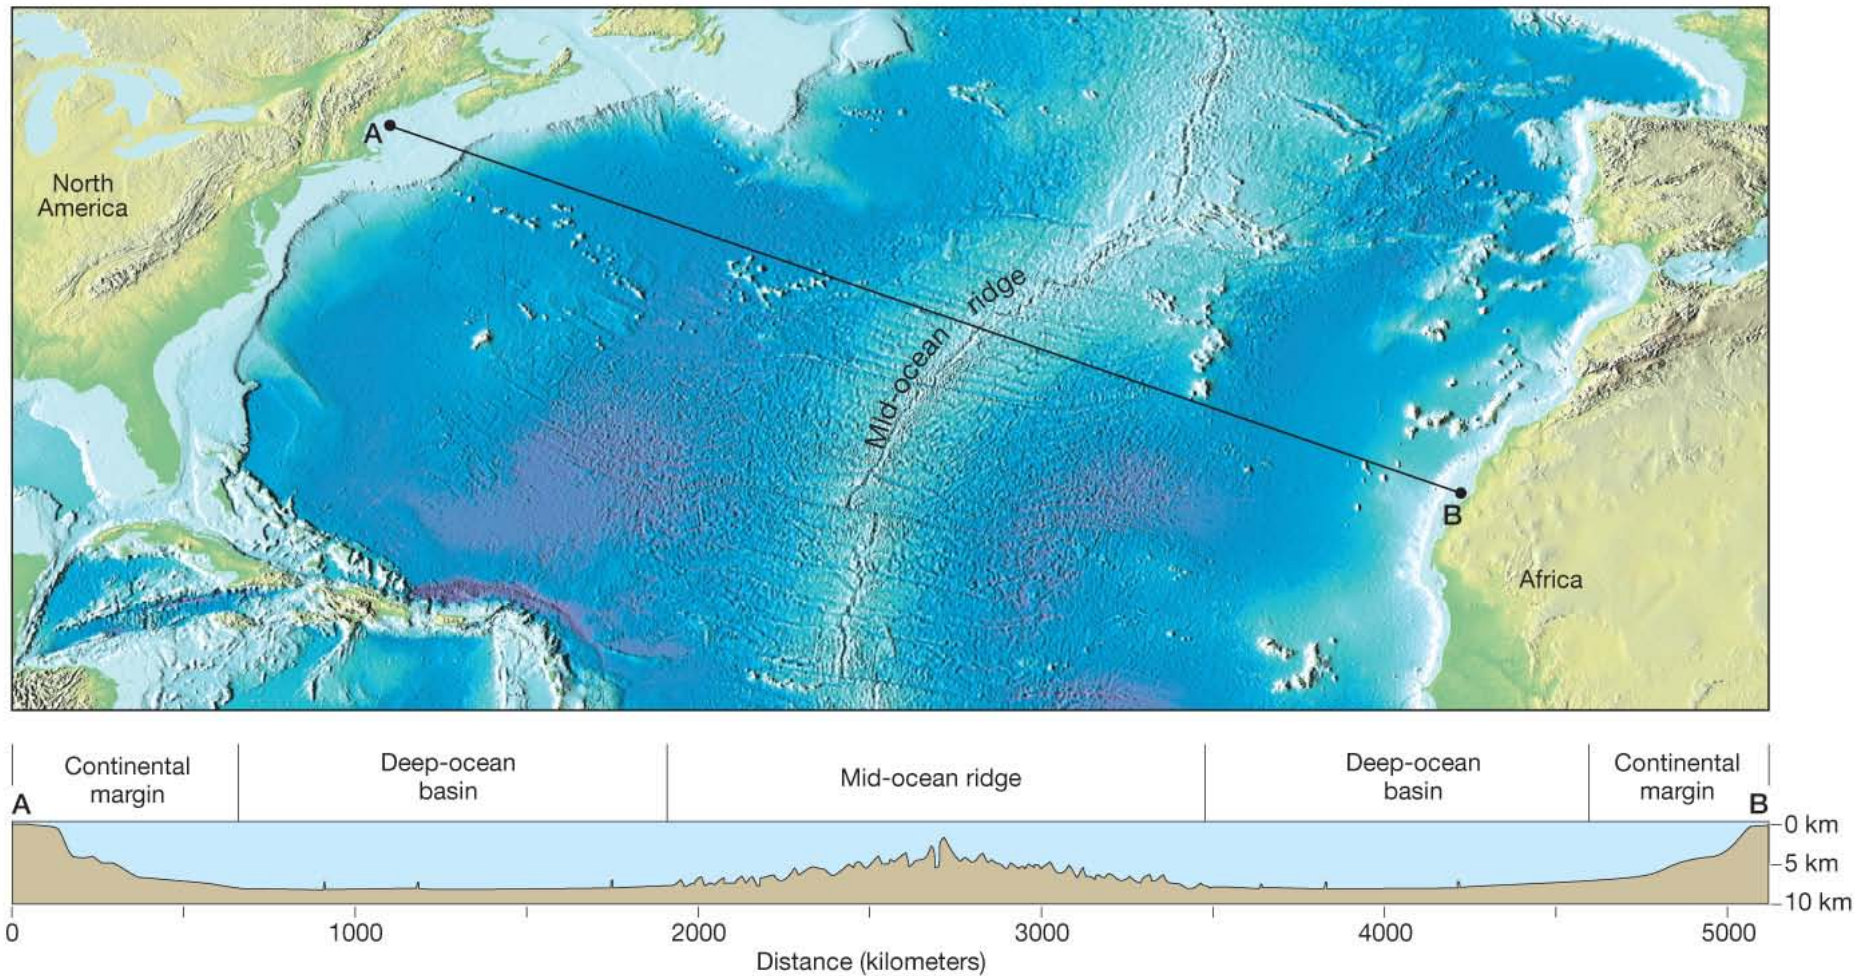 A
North
America
Mid-ocean ridge
B
Africa
Continental
margin
Deep-ocean
basin
Mid-ocean ridge
Deep-ocean
basin
Continental
margin
A
B
0 km
5 km
10 km
0
1000
2000
3000
4000
5000
Distance (kilometers)